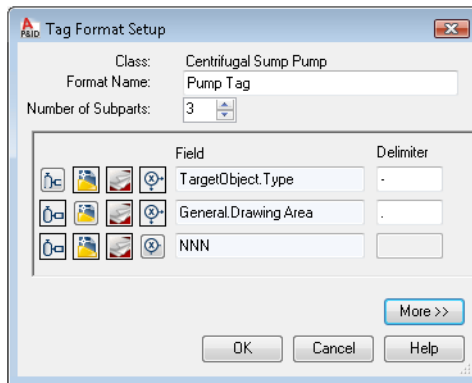 A
P&ID
Tag Format Setup
Class: Centrifugal Sump Pump
Format Name: Pump Tag
Number of Subparts: 3
Field Delimiter
TargetObject.Type -
General.Drawing Area .
NNN
More >>
OK Cancel Help